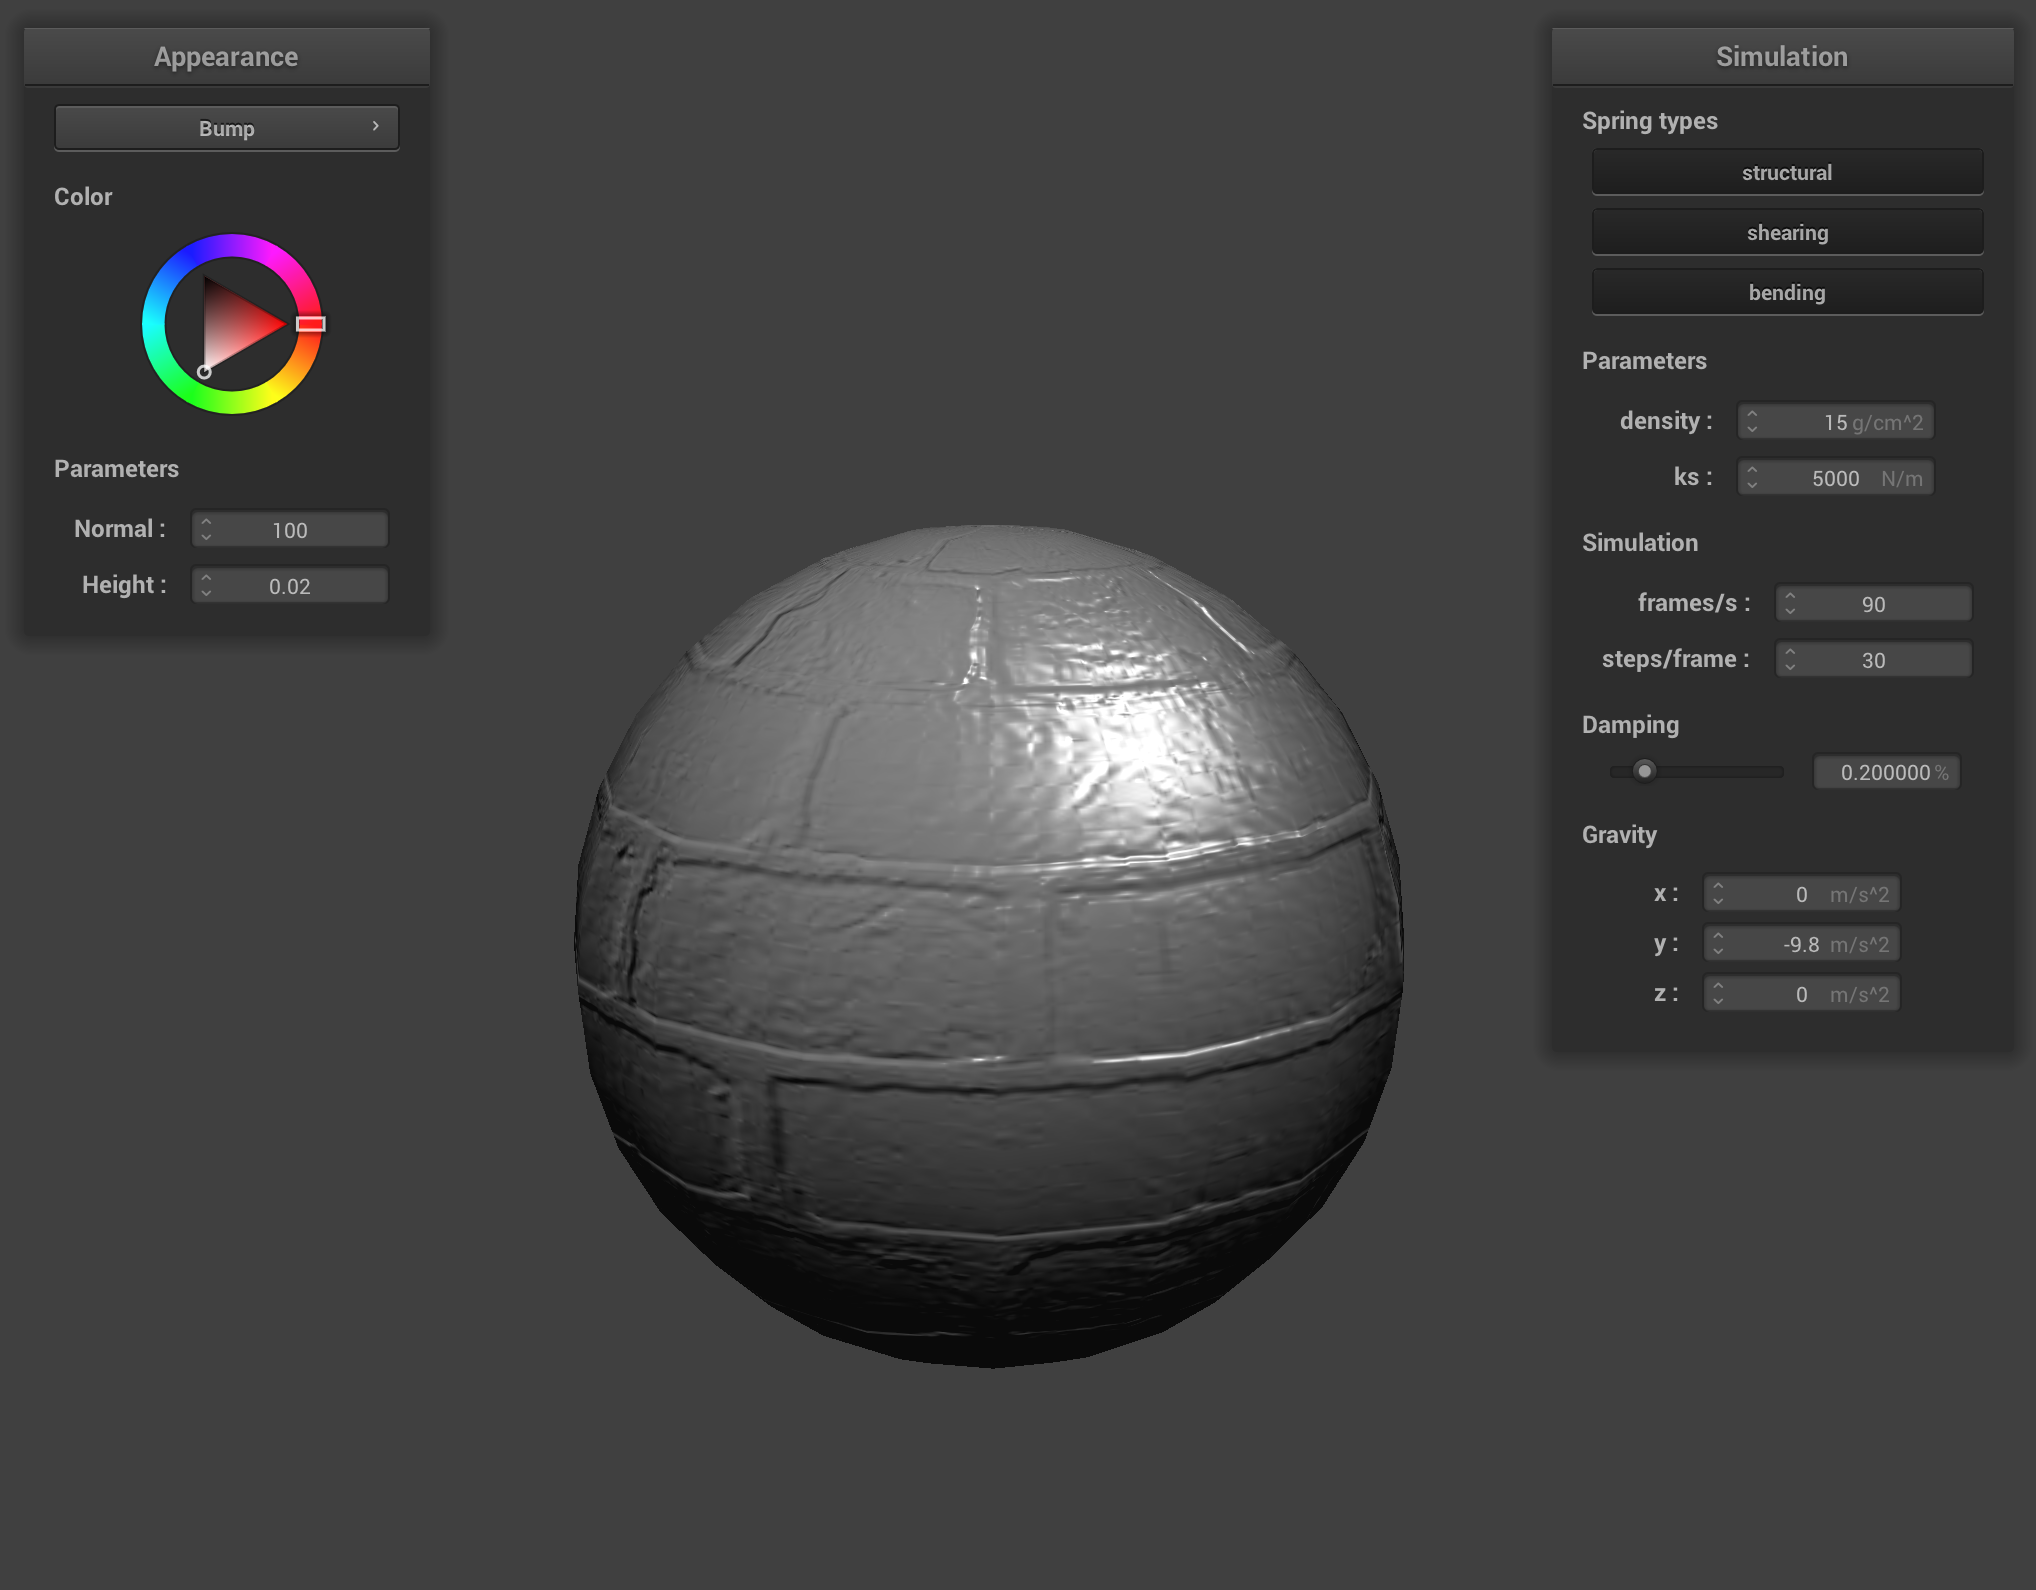 Appearance
Bump
Color
Parameters
Normal : 100
Height : 0.02
Simulation
Spring types
structural
shearing
bending
Parameters
density : 15 g/cm^2
ks : 5000 N/m
Simulation
frames/s : 90
steps/frame : 30
Damping
0.200000 %
Gravity
x : 0 m/s^2
y : -9.8 m/s^2
z : 0 m/s^2